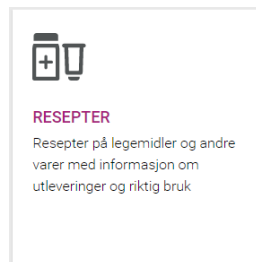 RESEPTER
Resepter på legemidler og andre
varer med informasjon om
utleveringer og riktig bruk